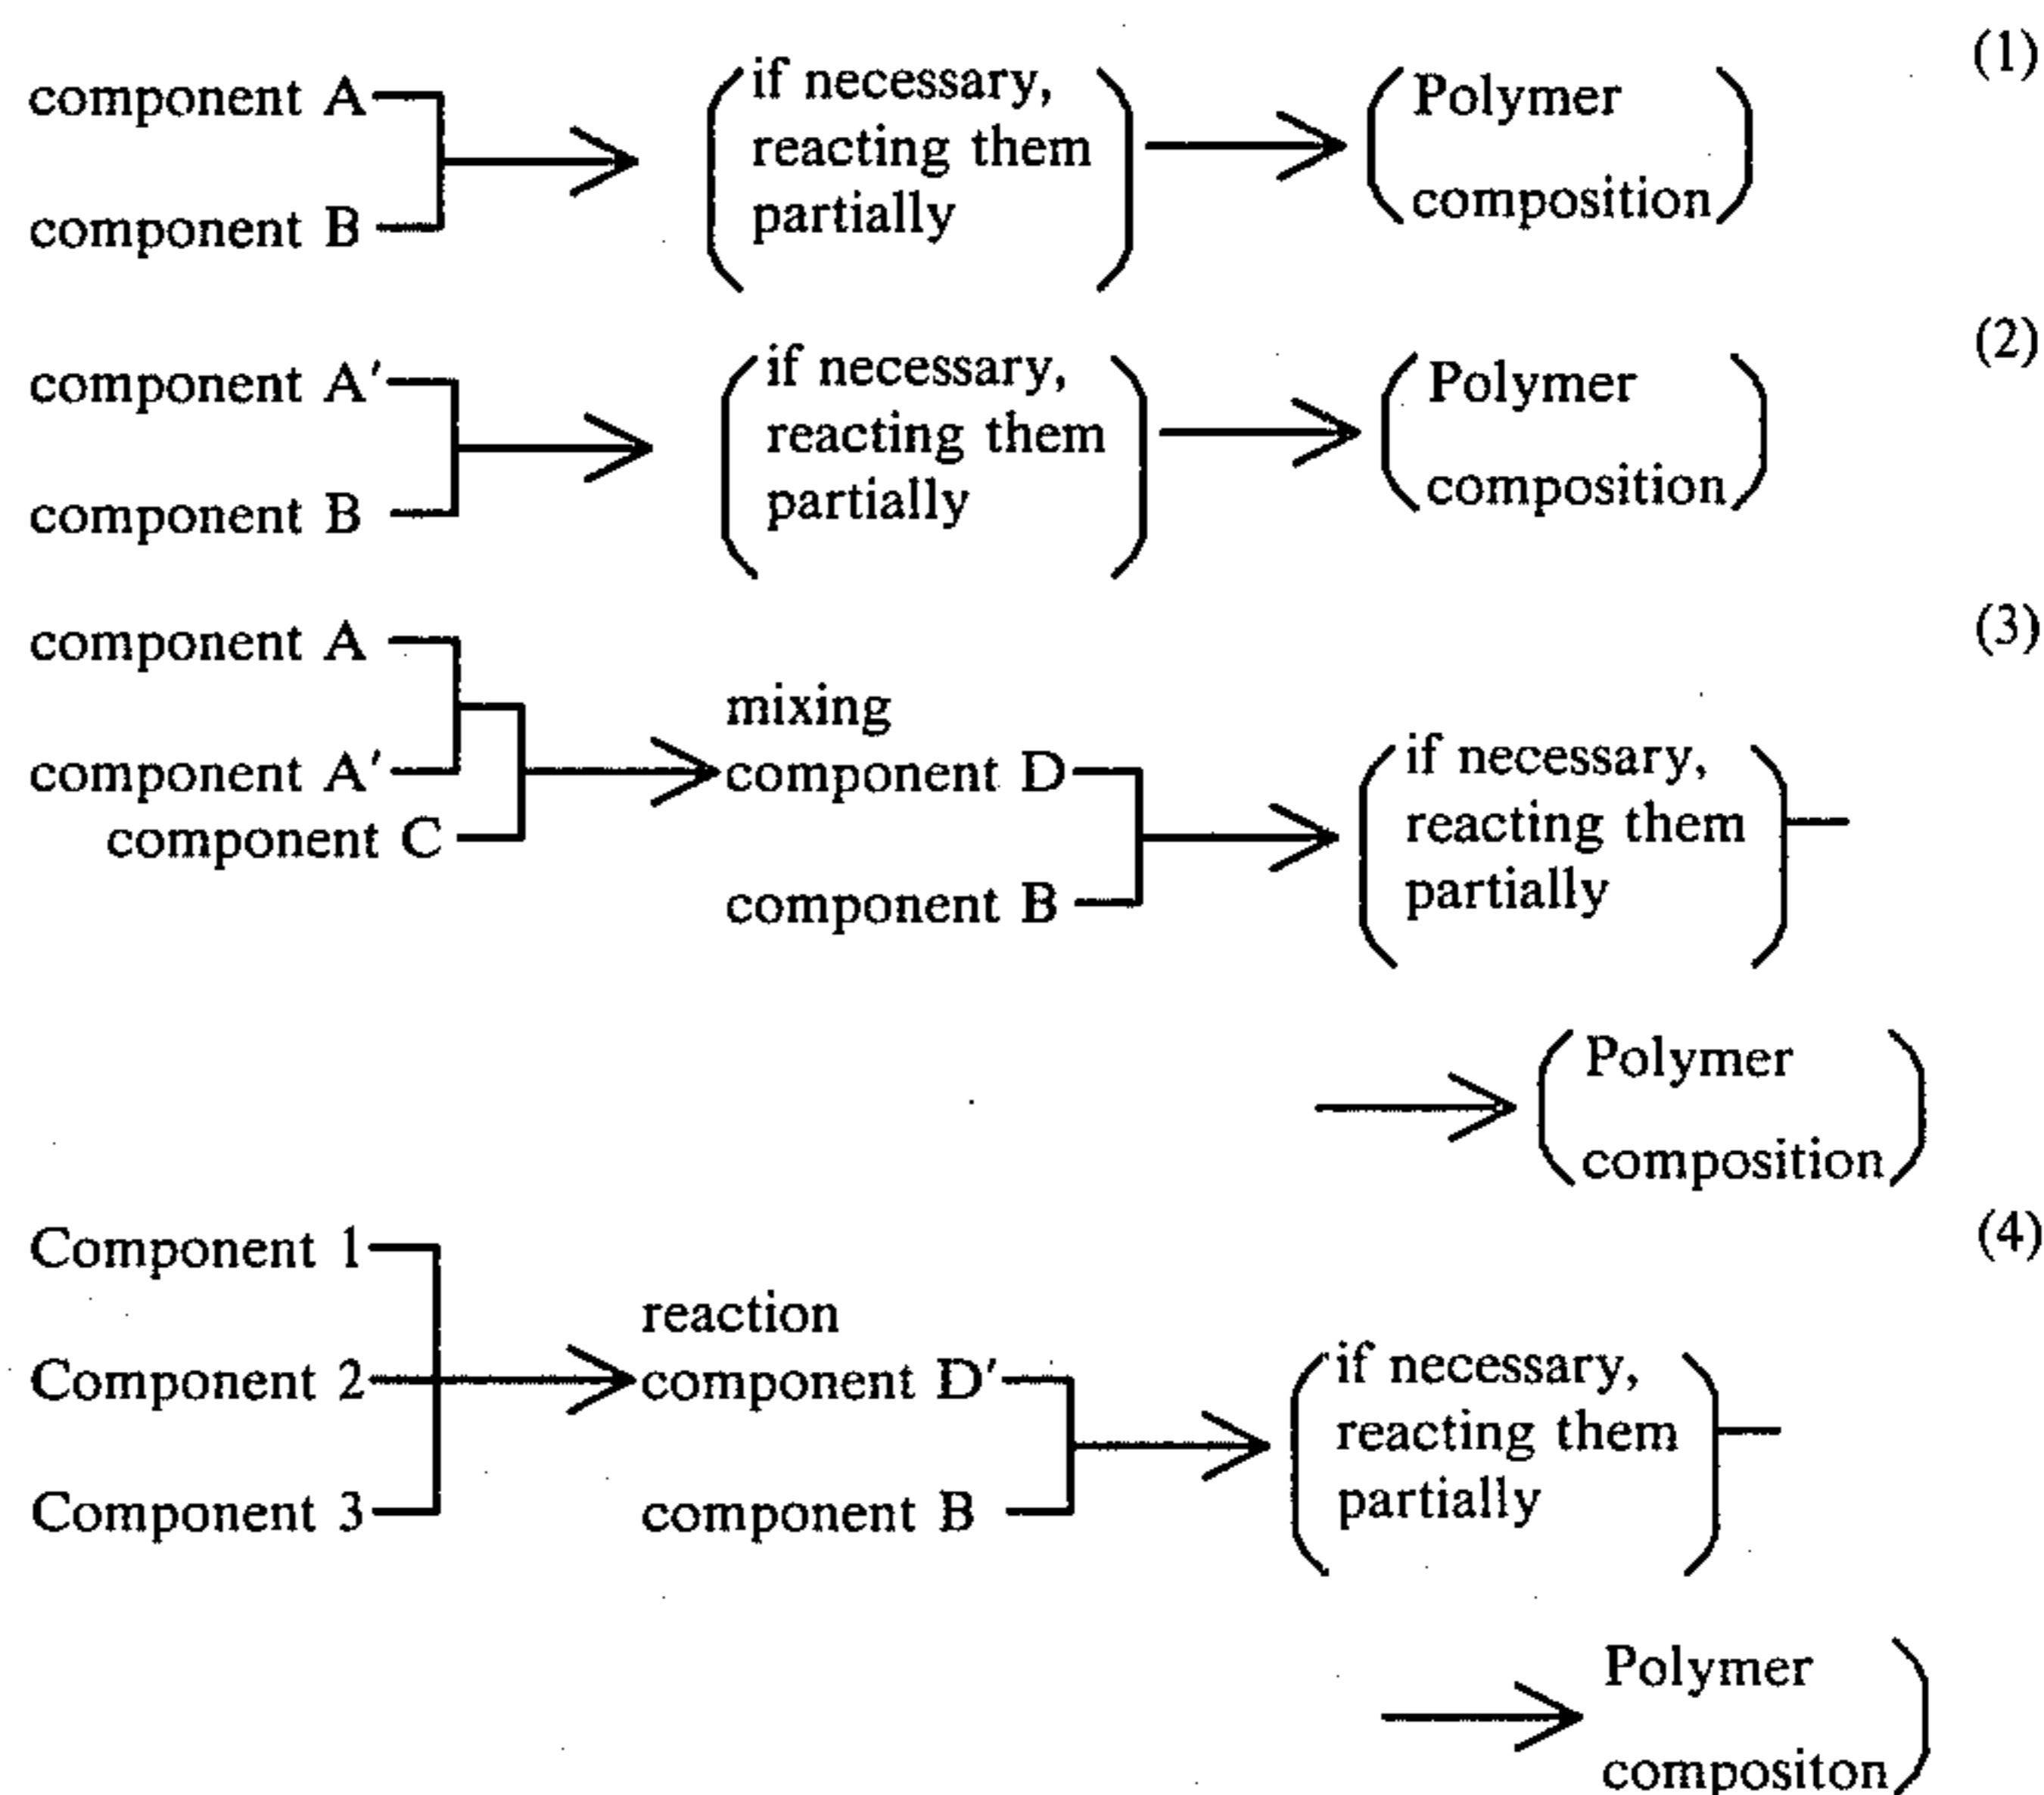 (1)
component A
component B
if necessary,
reacting them
partially
Polymer
composition
(2)
component A'
component B
if necessary,
reacting them
partially
Polymer
composition
(3)
component A
component A'
component C
mixing
component D
component B
if necessary,
reacting them
partially
Polymer
composition
(4)
Component 1
Component 2
Component 3
reaction
component D'
component B
if necessary,
reacting them
partially
Polymer
compositon